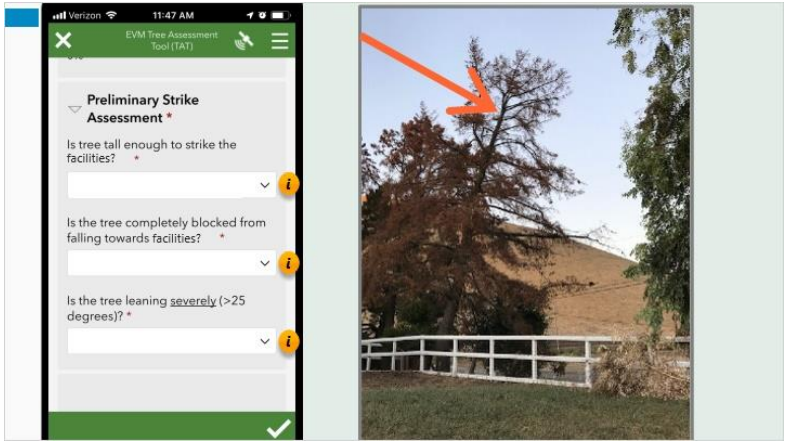 Verizon 11:47 AM
EVM Tree Assessment
Tool (TAT)
Preliminary Strike
Assessment *
Is tree tall enough to strike the
facilities? *
i
Is the tree completely blocked from
falling towards facilities? *
i
Is the tree leaning severely (>25
degrees)? *
i